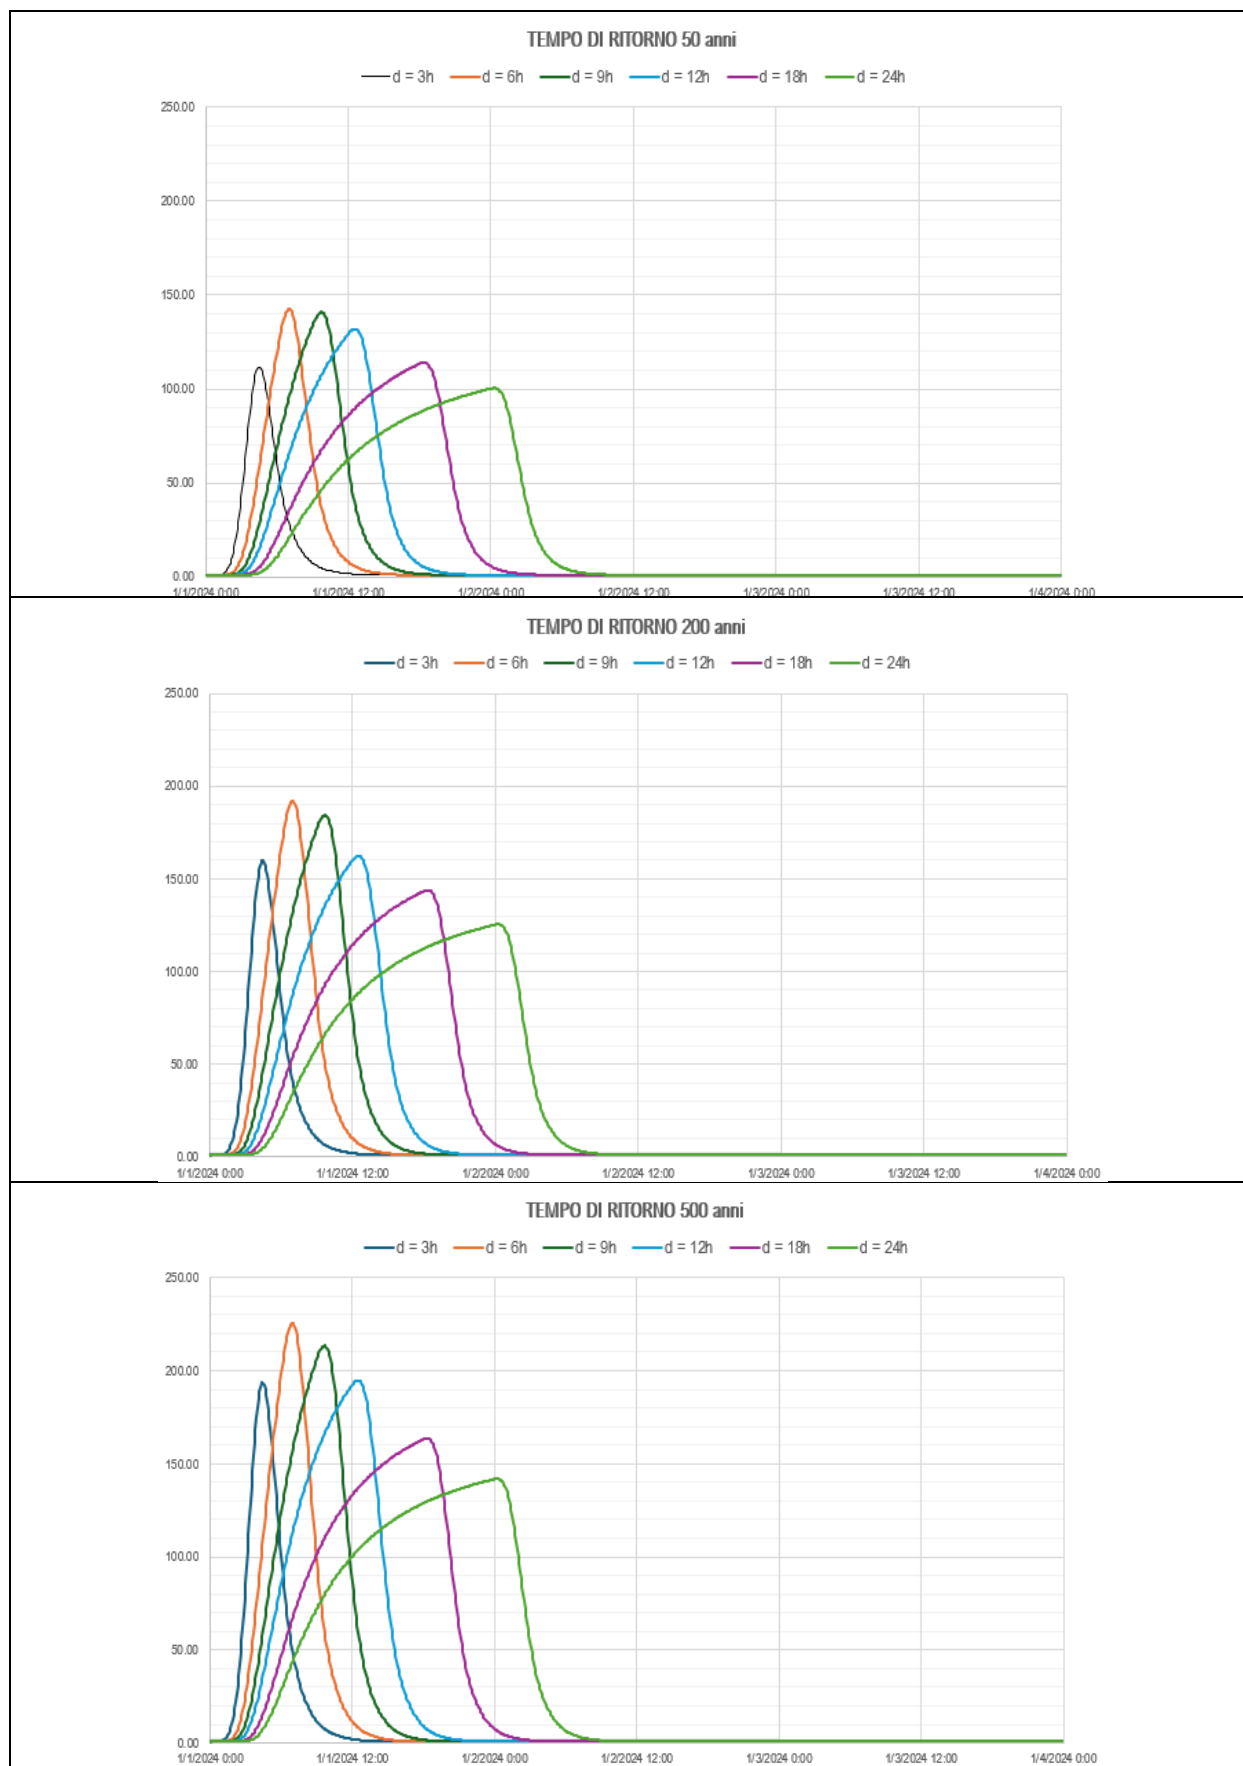 TEMPO DI RITORNO 50 anni
d = 3h d = 6h d = 9h d = 12h d = 18h d = 24h
250.00
200.00
150.00
100.00
50.00
0.00
1/1/2024 0:00 1/1/2024 12:00 1/2/2024 0:00 1/2/2024 12:00 1/3/2024 0:00 1/3/2024 12:00 1/4/2024 0:00
TEMPO DI RITORNO 200 anni
d = 3h d = 6h d = 9h d = 12h d = 18h d = 24h
250.00
200.00
150.00
100.00
50.00
0.00
1/1/2024 0:00 1/1/2024 12:00 1/2/2024 0:00 1/2/2024 12:00 1/3/2024 0:00 1/3/2024 12:00 1/4/2024 0:00
TEMPO DI RITORNO 500 anni
d = 3h d = 6h d = 9h d = 12h d = 18h d = 24h
250.00
200.00
150.00
100.00
50.00
0.00
1/1/2024 0:00 1/1/2024 12:00 1/2/2024 0:00 1/2/2024 12:00 1/3/2024 0:00 1/3/2024 12:00 1/4/2024 0:00